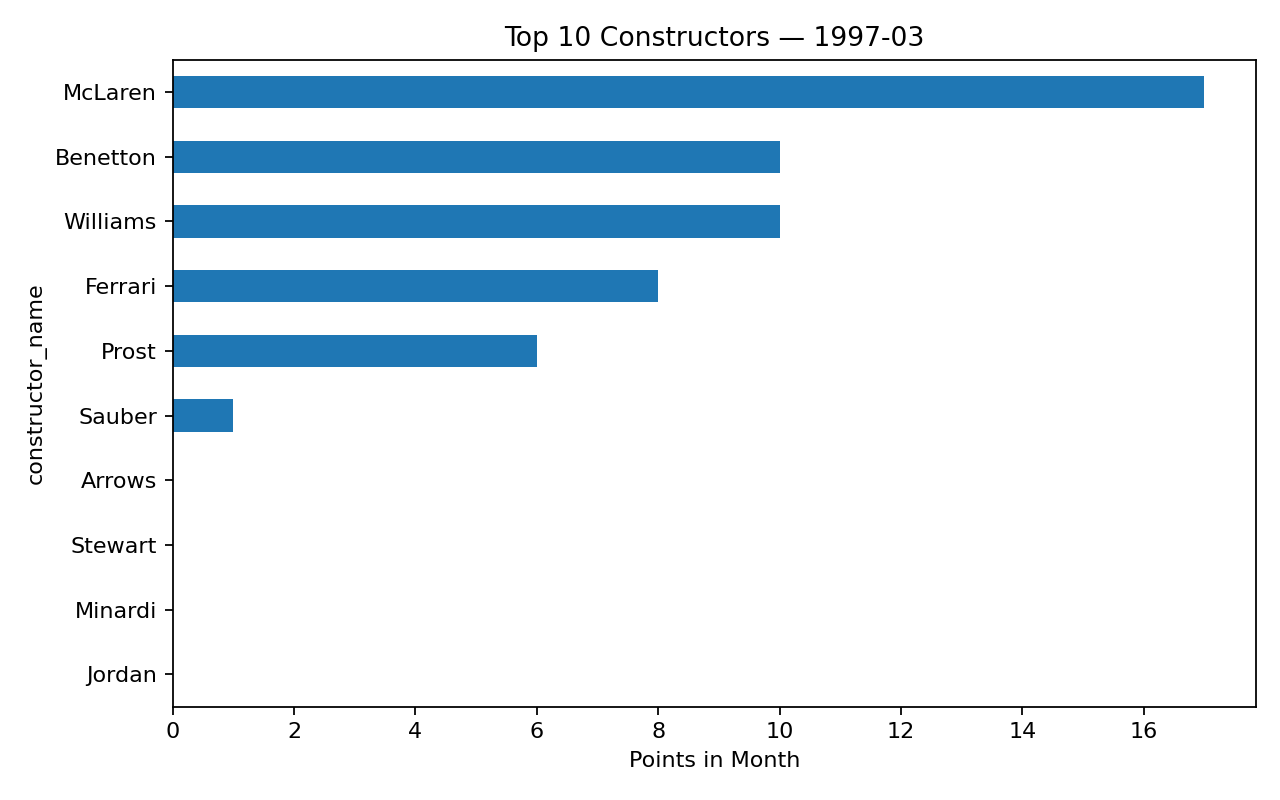 Top 10 Constructors — 1997-03
constructor_name
McLaren
Benetton
Williams
Ferrari
Prost
Sauber
Arrows
Stewart
Minardi
Jordan
0 2 4 6 8 10 12 14 16
Points in Month